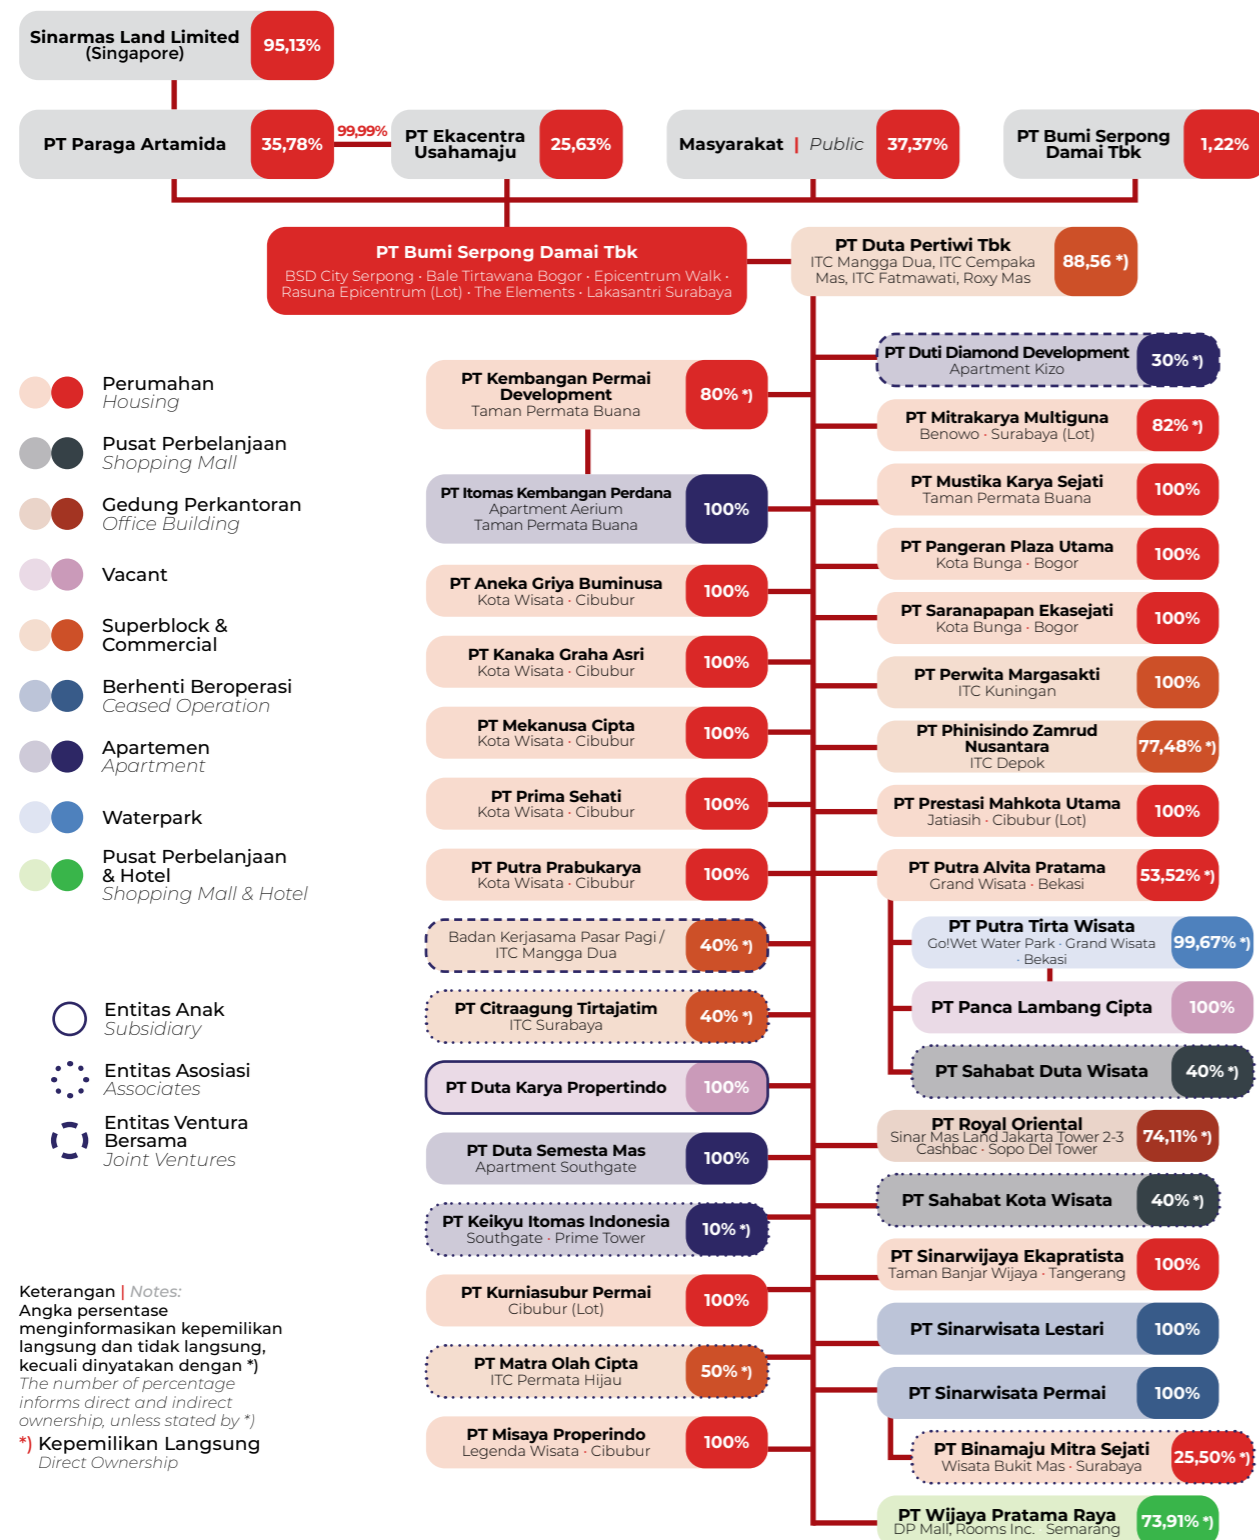 Sinarmas Land Limited
(Singapore)
95,13%
PT Paraga Artamida
35,78%
99,99%
PT Ekacentra
Usahamaju
25,63%
Masyarakat | Public
37,37%
PT Bumi Serpong
Damai Tbk
1,22%
PT Bumi Serpong Damai Tbk
BSD City Serpong · Bale Tirtawana Bogor · Epicentrum Walk ·
Rasuna Epicentrum (Lot) · The Elements · Lakasantri Surabaya
PT Duta Pertiwi Tbk
ITC Mangga Dua, ITC Cempaka
Mas, ITC Fatmawati, Roxy Mas
88,56 *)
Perumahan
Housing
Pusat Perbelanjaan
Shopping Mall
Gedung Perkantoran
Office Building
Vacant
Superblock &
Commercial
Berhenti Beroperasi
Ceased Operation
Apartemen
Apartment
Waterpark
Pusat Perbelanjaan
& Hotel
Shopping Mall & Hotel
Entitas Anak
Subsidiary
Entitas Asosiasi
Associates
Entitas Ventura
Bersama
Joint Ventures
Keterangan | Notes:
Angka persentase
menginformasikan kepemilikan
langsung dan tidak langsung,
kecuali dinyatakan dengan *)
The number of percentage
informs direct and indirect
ownership, unless stated by *)
*) Kepemilikan Langsung
Direct Ownership
PT Kembangan Permai
Development
Taman Permata Buana
80% *)
PT Itomas Kembangan Perdana
Apartment Aerium
Taman Permata Buana
100%
PT Aneka Griya Buminusa
Kota Wisata · Cibubur
100%
PT Kanaka Graha Asri
Kota Wisata · Cibubur
100%
PT Mekanusa Cipta
Kota Wisata · Cibubur
100%
PT Prima Sehati
Kota Wisata · Cibubur
100%
PT Putra Prabukarya
Kota Wisata · Cibubur
100%
Badan Kerjasama Pasar Pagi /
ITC Mangga Dua
40% *)
PT Citraagung Tirtajatim
ITC Surabaya
40% *)
PT Duta Karya Propertindo
100%
PT Duta Semesta Mas
Apartment Southgate
100%
PT Keikyu Itomas Indonesia
Southgate · Prime Tower
10% *)
PT Kurniasubur Permai
Cibubur (Lot)
100%
PT Matra Olah Cipta
ITC Permata Hijau
50% *)
PT Misaya Properindo
Legenda Wisata · Cibubur
100%
PT Duti Diamond Development
Apartment Kizo
30% *)
PT Mitrakarya Multiguna
Benowo · Surabaya (Lot)
82% *)
PT Mustika Karya Sejati
Taman Permata Buana
100%
PT Pangeran Plaza Utama
Kota Bunga · Bogor
100%
PT Saranapapan Ekasejati
Kota Bunga · Bogor
100%
PT Perwita Margasakti
ITC Kuningan
100%
PT Phinisindo Zamrud
Nusantara
ITC Depok
77,48% *)
PT Prestasi Mahkota Utama
Jatiasih · Cibubur (Lot)
100%
PT Putra Alvita Pratama
Grand Wisata · Bekasi
53,52% *)
PT Putra Tirta Wisata
Go!Wet Water Park · Grand Wisata
· Bekasi
99,67% *)
PT Panca Lambang Cipta
100%
PT Sahabat Duta Wisata
40% *)
PT Royal Oriental
Sinar Mas Land Jakarta Tower 2-3
Cashbac · Sopo Del Tower
74,11% *)
PT Sahabat Kota Wisata
40% *)
PT Sinarwijaya Ekapratista
Taman Banjar Wijaya · Tangerang
100%
PT Sinarwisata Lestari
100%
PT Sinarwisata Permai
100%
PT Binamaju Mitra Sejati
Wisata Bukit Mas · Surabaya
25,50% *)
PT Wijaya Pratama Raya
DP Mall, Rooms Inc. · Semarang
73,91% *)